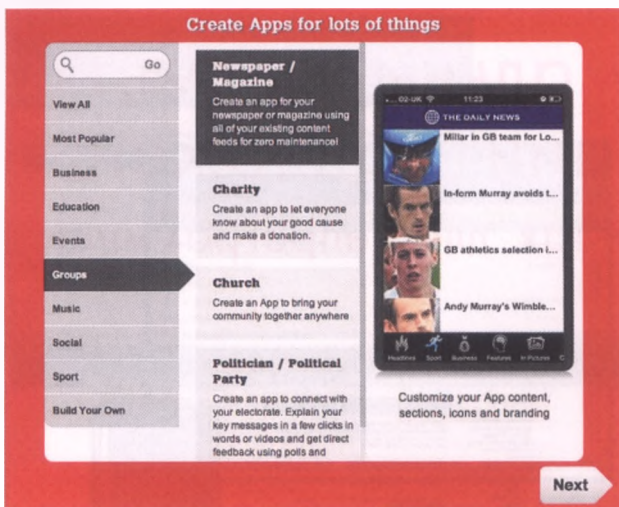 Create Apps for lots of things
Go
View All
Most Popular
Business
Education
Events
Groups
Music
Social
Sport
Build Your Own
Newspaper /
Magazine
Create an app for your
newspaper or magazine using
all of your existing content
feeds for zero maintenance!
Charity
Create an app to let everyone
know about your good cause
and make a donation.
Church
Create an App to bring your
community together anywhere
Politician / Political
Party
Create an app to connect with
your electorate. Explain your
key messages in a few clicks in
words or videos and get direct
feedback using polls and
O2-UK 11:23
THE DAILY NEWS
Millar in GB team for Lo...
In-form Murray avoids t...
GB athletics selection i...
Andy Murray's Wimble...
Headlines Sport Business Features In Pictures C
Customize your App content,
sections, icons and branding
Next